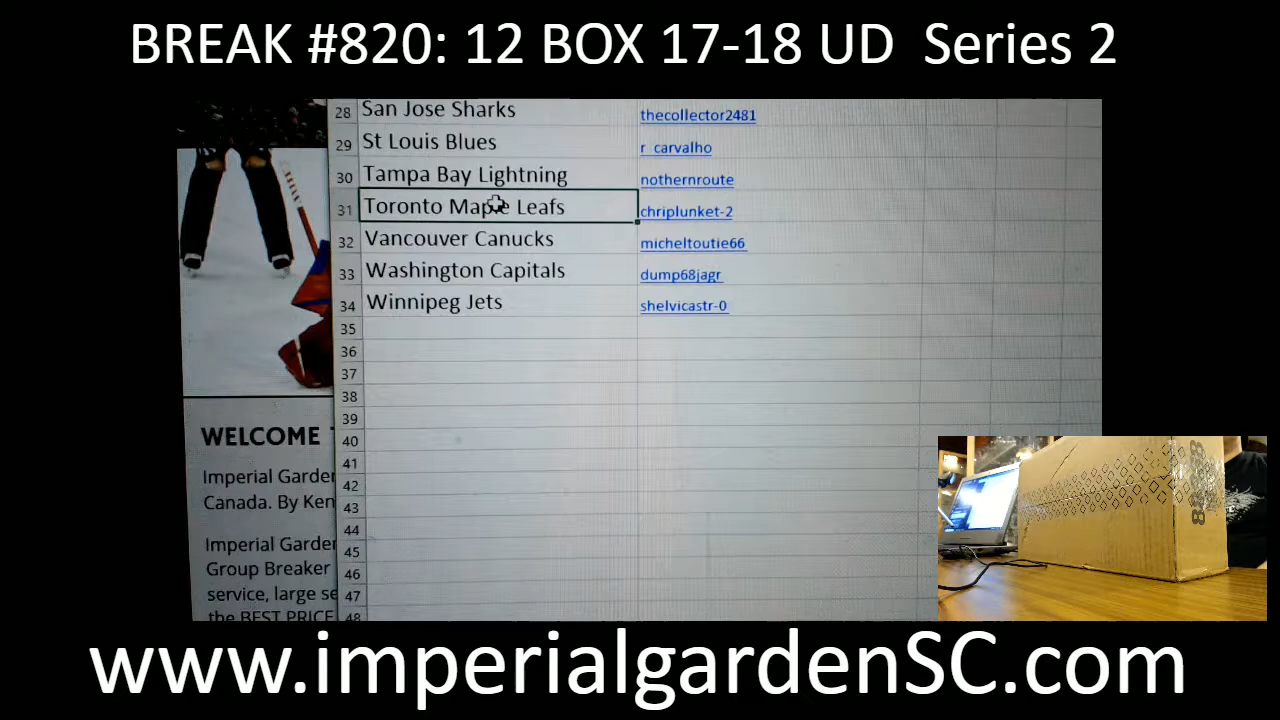 BREAK #820: 12 BOX 17-18 UD Series 2
28 San Jose Sharks thecollector2481
29 St Louis Blues r_carvalho
30 Tampa Bay Lightning nothernroute
31 Toronto Maple Leafs chriplunket-2
32 Vancouver Canucks micheltoutie66
33 Washington Capitals dump68jagr
34 Winnipeg Jets shelvicastr-0
35
36
37
38
39
40
41
42
43
44
45
46
47
48
WELCOME
Imperial Garden
Canada. By Ken
Imperial Garden
Group Breaker
service, large se
the BEST PRICE
www.imperialgardenSC.com